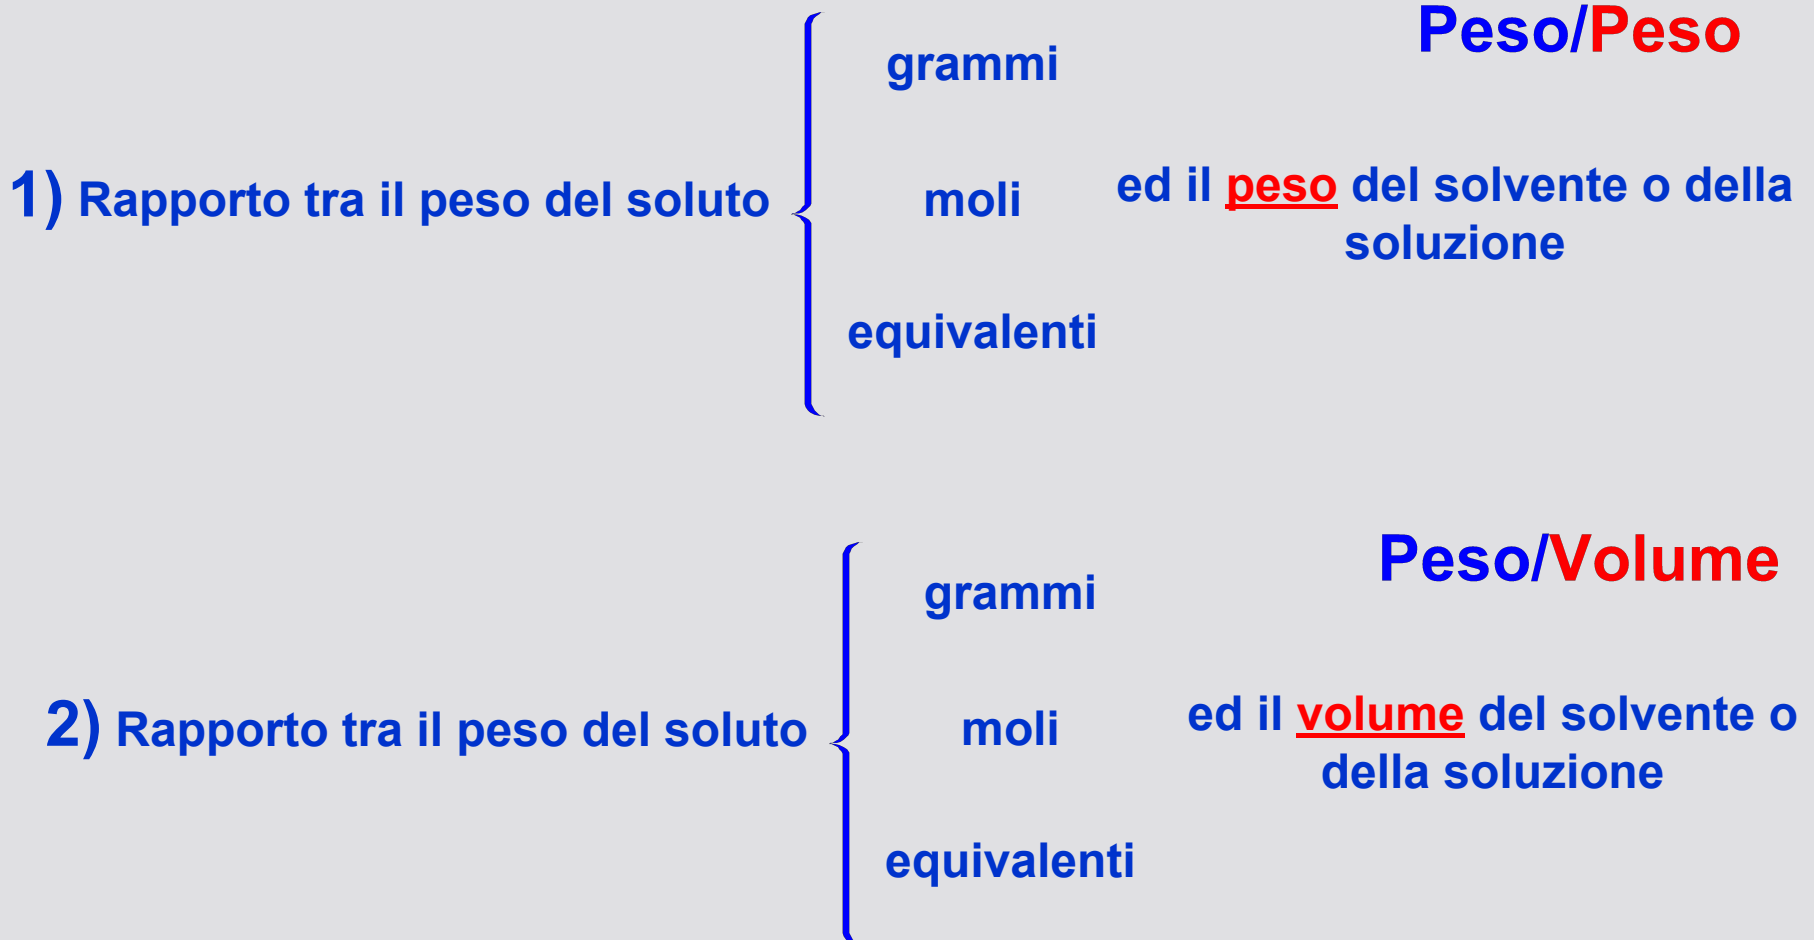 Peso/Peso
grammi
1) Rapporto tra il peso del soluto
moli
ed il peso del solvente o della
soluzione
equivalenti
Peso/Volume
grammi
2) Rapporto tra il peso del soluto
moli
ed il volume del solvente o
della soluzione
equivalenti